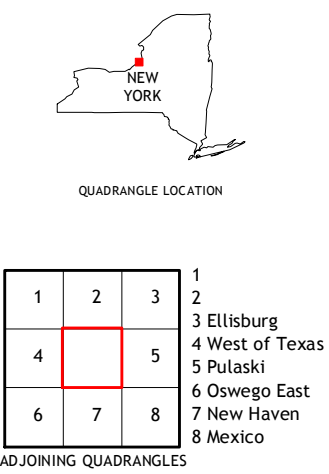 NEW
YORK
QUADRANGLE LOCATION
1 2 3
4 5
6 7 8
1
2
3 Ellisburg
4 West of Texas
5 Pulaski
6 Oswego East
7 New Haven
8 Mexico
ADJOINING QUADRANGLES